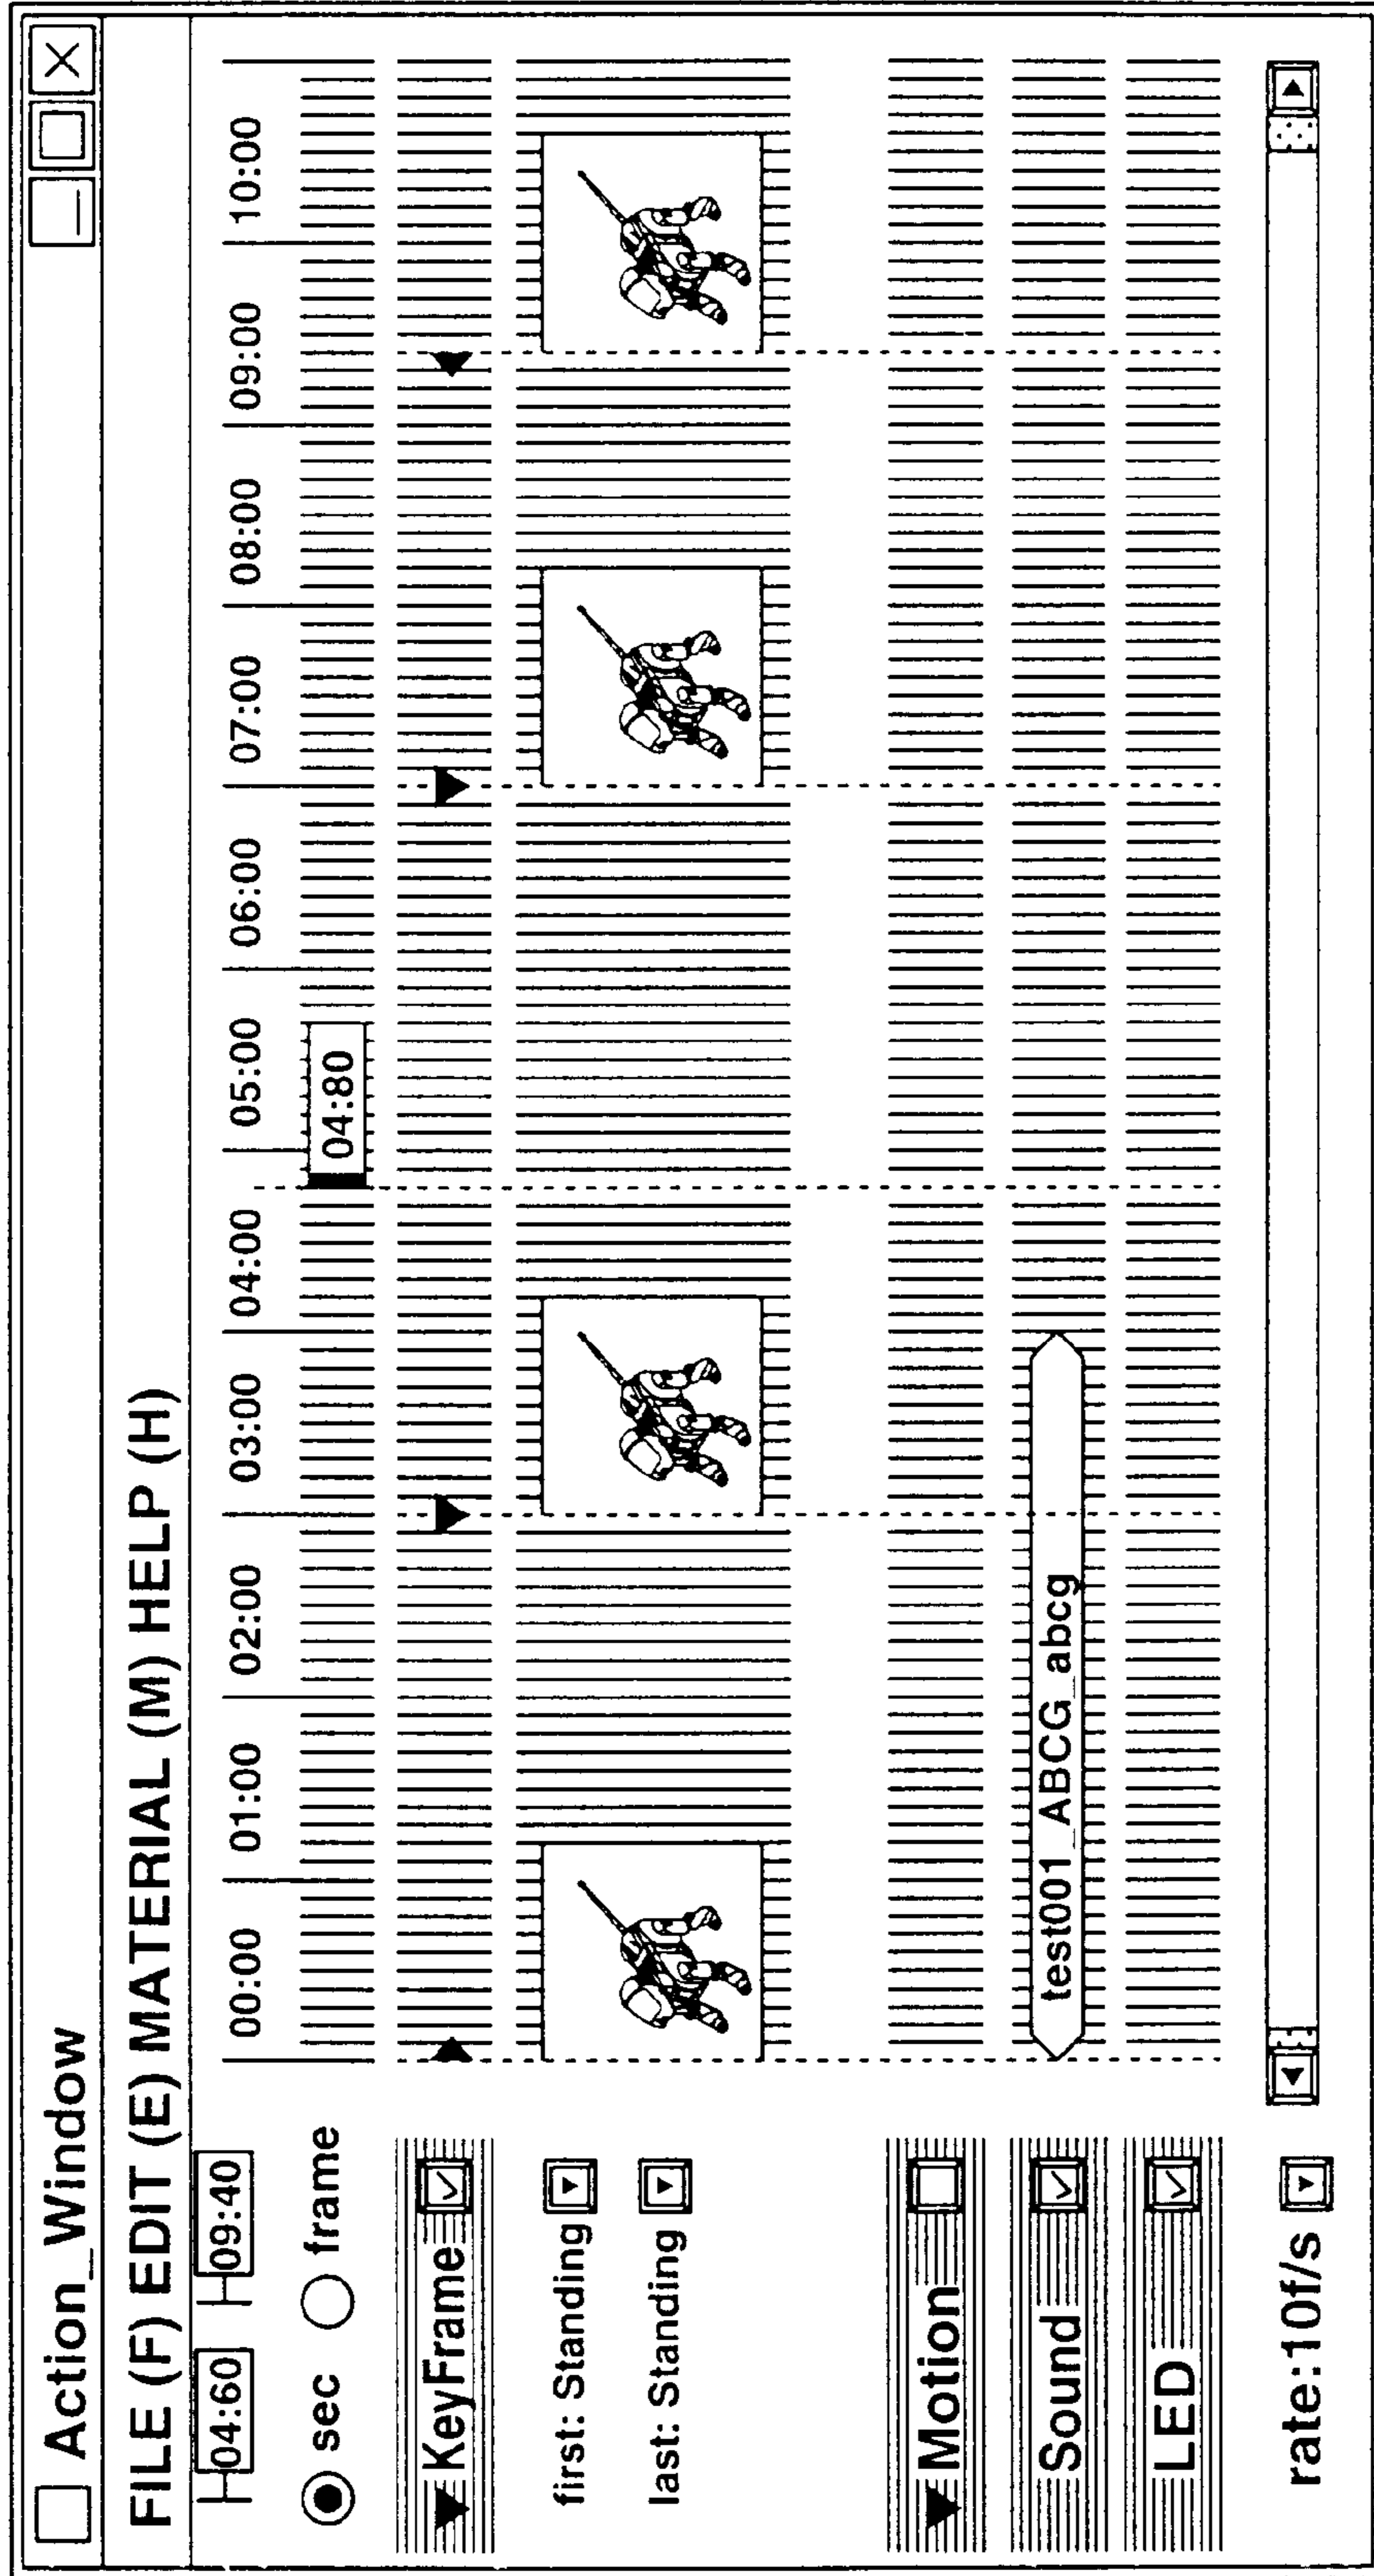 Action_Window
FILE (F) EDIT (E) MATERIAL (M) HELP (H)
04:60 09:40
00:00 01:00 02:00 03:00 04:00 05:00 06:00 07:00 08:00 09:00 10:00
sec frame
04:80
KeyFrame
first: Standing
last: Standing
Motion
Sound
test001_ABCG_abcg
LED
rate:10f/s